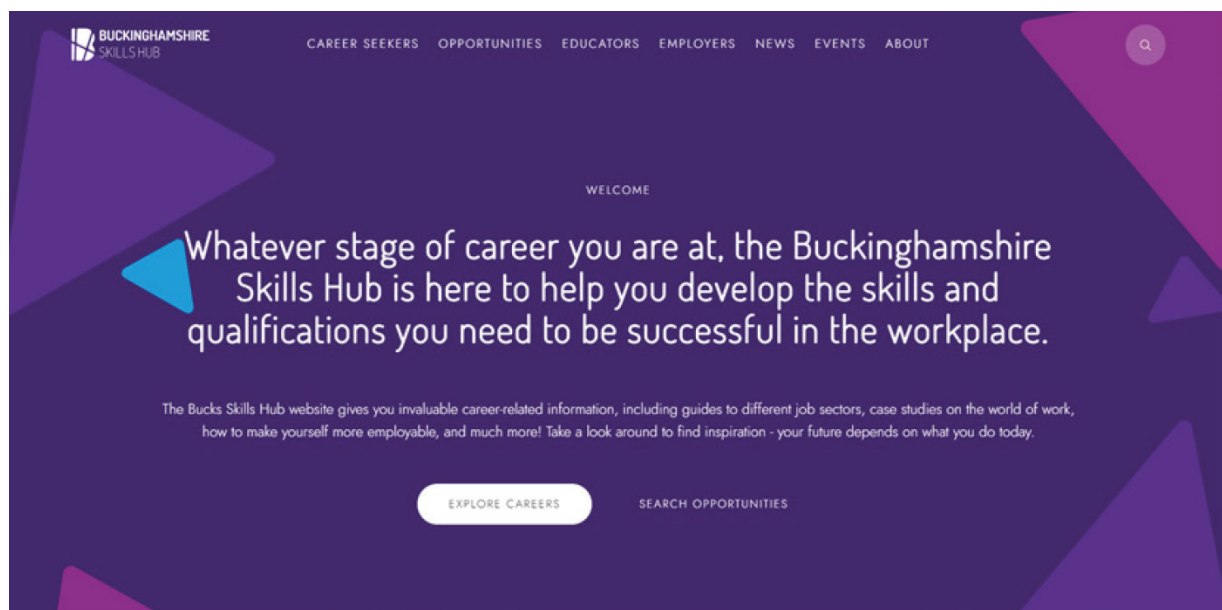 BUCKINGHAMSHIRE
SKILLS HUB
CAREER SEEKERS OPPORTUNITIES EDUCATORS EMPLOYERS NEWS EVENTS ABOUT
WELCOME
Whatever stage of career you are at, the Buckinghamshire
Skills Hub is here to help you develop the skills and
qualifications you need to be successful in the workplace.
The Bucks Skills Hub website gives you invaluable career-related information, including guides to different job sectors, case studies on the world of work,
how to make yourself more employable, and much more! Take a look around to find inspiration - your future depends on what you do today.
EXPLORE CAREERS SEARCH OPPORTUNITIES